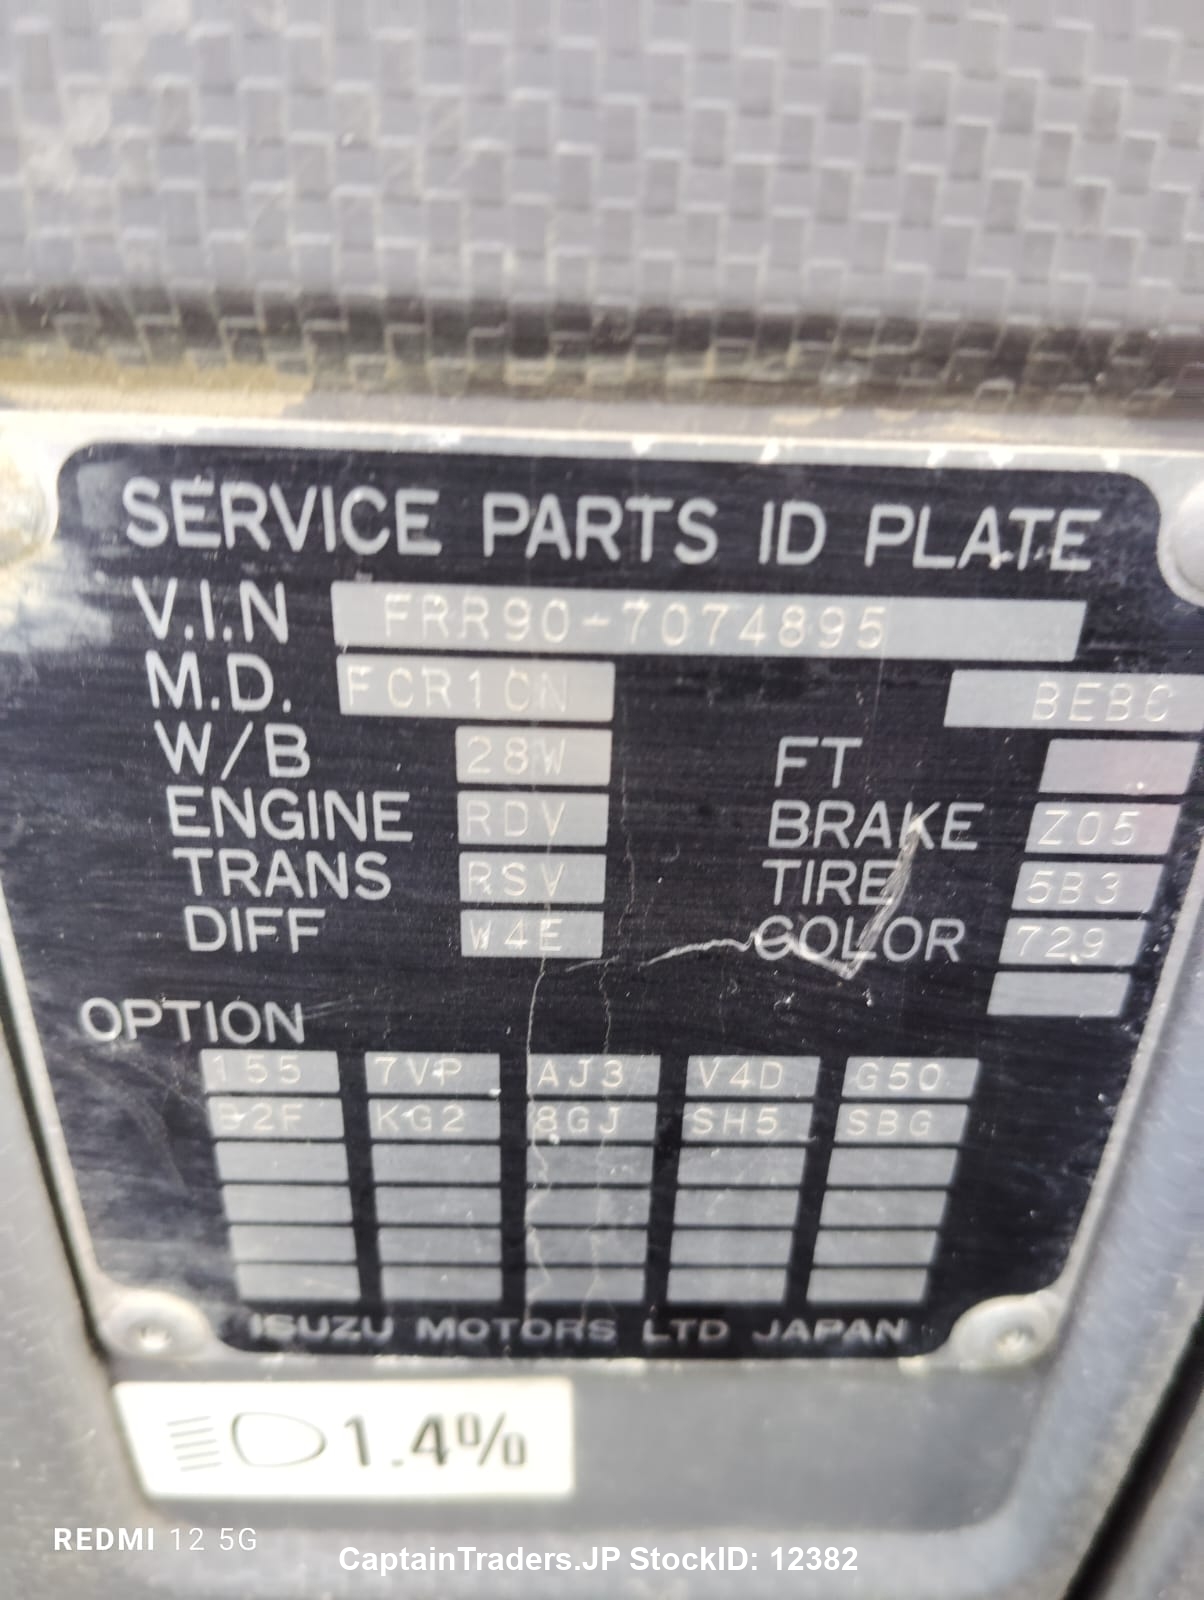 SERVICE PARTS ID PLATE
V.I.N FRR90-7074895
M.D. FCR1CN BEBC
W/B 28W FT
ENGINE RDV BRAKE Z05
TRANS RSV TIRE 5B3
DIFF W4E COLOR 729
OPTION
155 7VP AJ3 V4D G50
B2F KG2 8GJ SH5 SBG
ISUZU MOTORS LTD JAPAN
1.4%
REDMI 12 5G
CaptainTraders.JP StockID: 12382